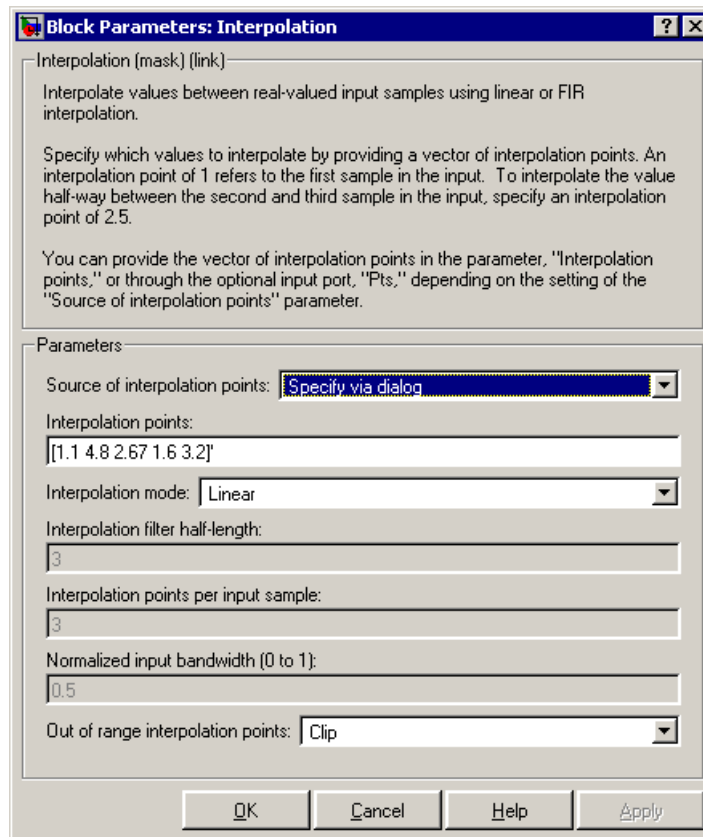 Block Parameters: Interpolation
Interpolation (mask) (link)
Interpolate values between real-valued input samples using linear or FIR
interpolation.
Specify which values to interpolate by providing a vector of interpolation points. An
interpolation point of 1 refers to the first sample in the input. To interpolate the value
half-way between the second and third sample in the input, specify an interpolation
point of 2.5.
You can provide the vector of interpolation points in the parameter, "Interpolation
points," or through the optional input port, "Pts," depending on the setting of the
"Source of interpolation points" parameter.
Parameters
Source of interpolation points: Specify via dialog
Interpolation points:
[1.1 4.8 2.67 1.6 3.2]'
Interpolation mode: Linear
Interpolation filter half-length:
3
Interpolation points per input sample:
3
Normalized input bandwidth (0 to 1):
0.5
Out of range interpolation points: Clip
OK Cancel Help Apply